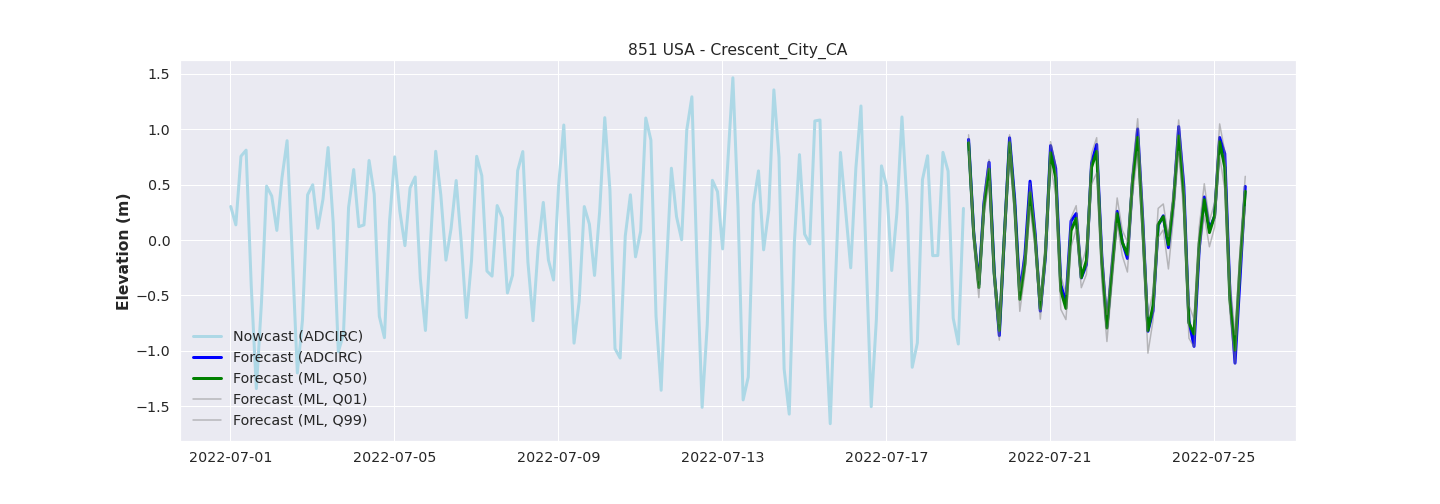 851 USA - Crescent_City_CA
Elevation (m)
1.5
1.0
0.5
0.0
−0.5
−1.0
−1.5
Nowcast (ADCIRC)
Forecast (ADCIRC)
Forecast (ML, Q50)
Forecast (ML, Q01)
Forecast (ML, Q99)
2022-07-01 2022-07-05 2022-07-09 2022-07-13 2022-07-17 2022-07-21 2022-07-25